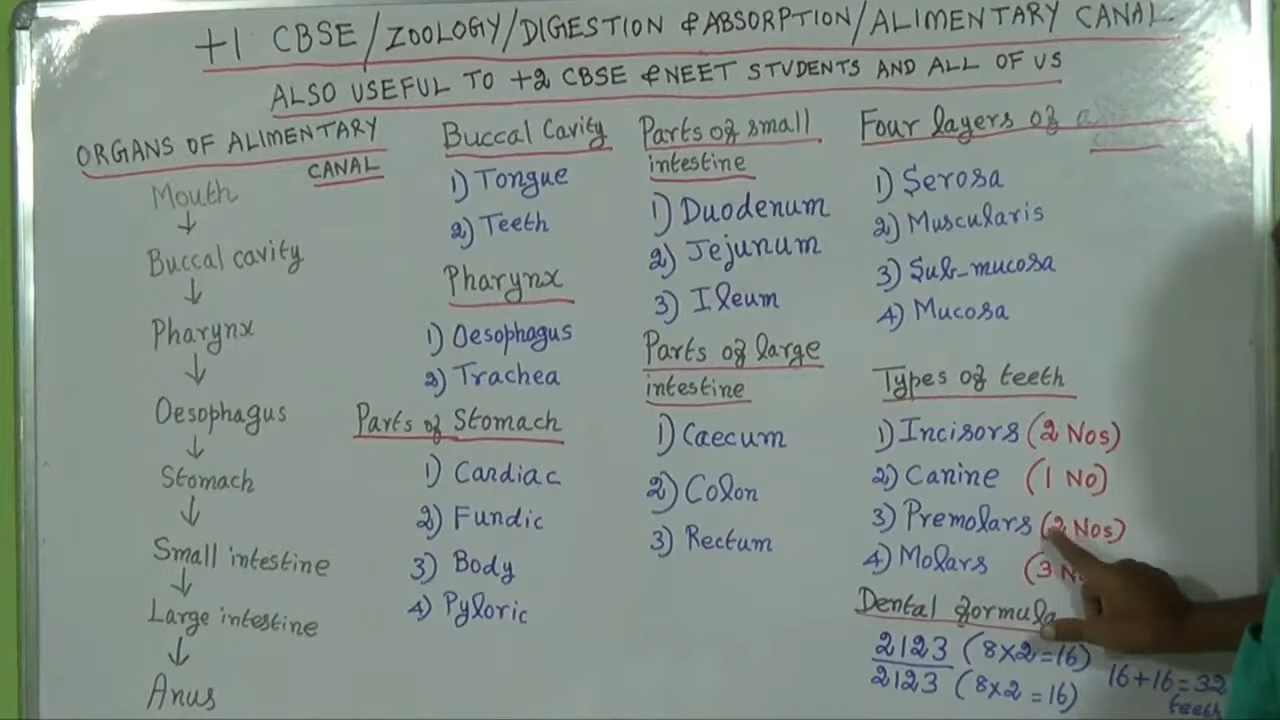 +1 CBSE/ZOOLOGY/DIGESTION & ABSORPTION/ALIMENTARY CANAL
ALSO USEFUL TO +2 CBSE & NEET STUDENTS AND ALL OF US
ORGANS OF ALIMENTARY
CANAL
Mouth
↓
Buccal cavity
↓
Pharynx
↓
Oesophagus
↓
Stomach
↓
Small intestine
↓
Large intestine
↓
Anus
Buccal Cavity
1) Tongue
2) Teeth
Pharynx
1) Oesophagus
2) Trachea
Parts of Stomach
1) Cardiac
2) Fundic
3) Body
4) Pyloric
Parts of small
intestine
1) Duodenum
2) Jejunum
3) Ileum
Parts of large
intestine
1) Caecum
2) Colon
3) Rectum
Four layers of
1) Serosa
2) Muscularis
3) Sub-mucosa
4) Mucosa
Types of teeth
1) Incisors (2 Nos)
2) Canine (1 No)
3) Premolars (2 Nos)
4) Molars (3
Dental formula
2123 (8×2=16)
2123 (8×2=16)
16+16=32
teeth